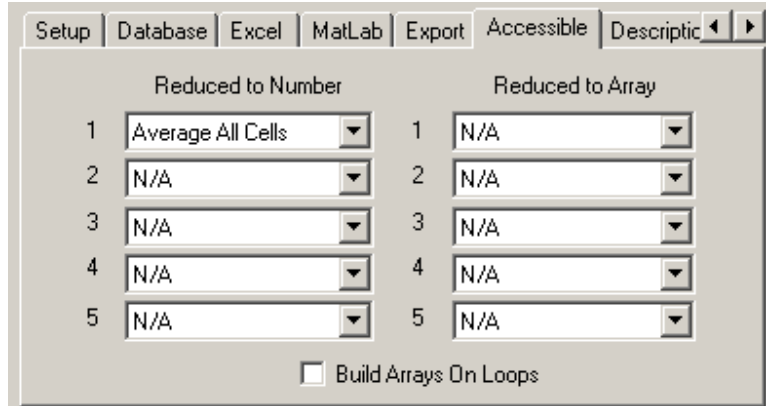 Setup Database Excel MatLab Export Accessible
Reduced to Number Reduced to Array
1 Average All Cells 1 N/A
2 N/A 2 N/A
3 N/A 3 N/A
4 N/A 4 N/A
5 N/A 5 N/A
Build Arrays On Loops